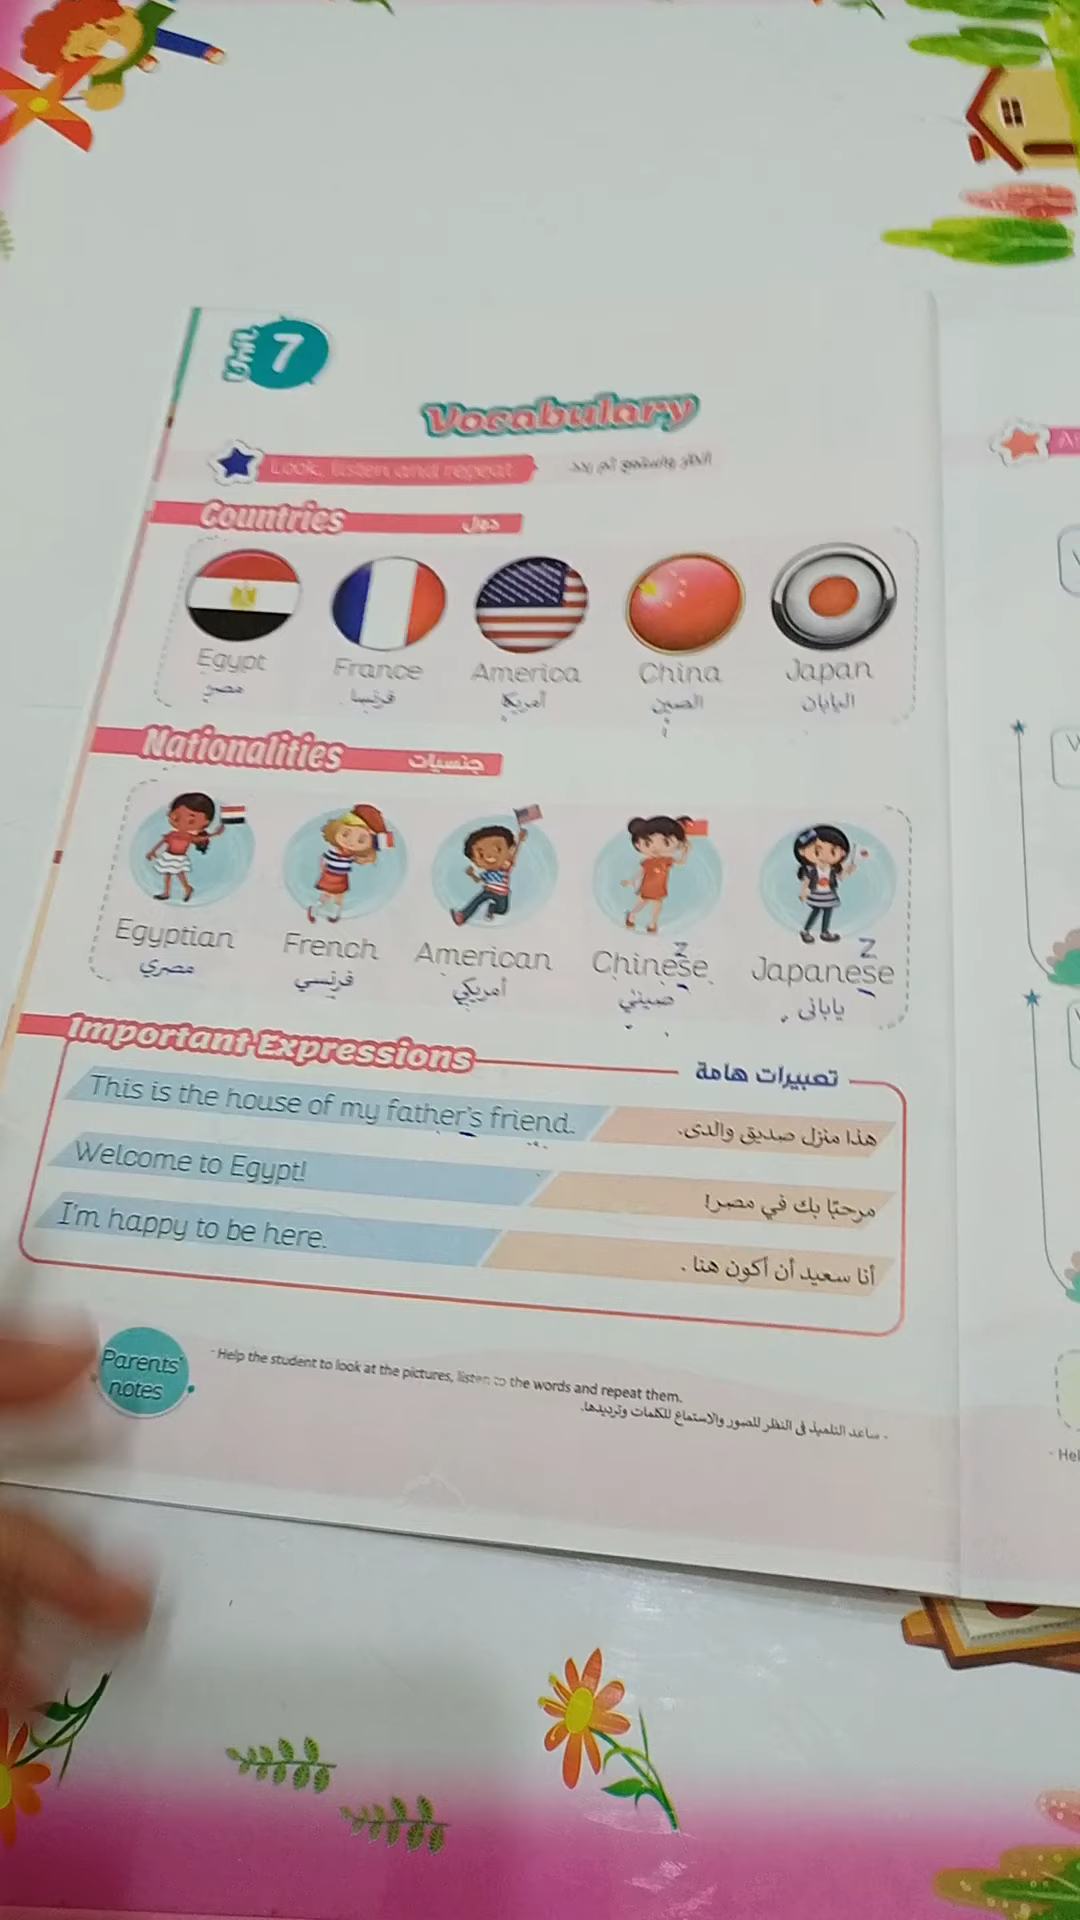 Unit 7
Vocabulary
Look, listen and repeat انظر واستمع ثم ردد
Countries دول
Egypt France America China Japan
مصر فرنسا أمريكا الصين اليابان
Nationalities جنسيات
Z Z
Egyptian French American Chinese Japanese
مصري فرنسي أمريكي صيني يابانى
Important Expressions تعبيرات هامة
This is the house of my father's friend. هذا منزل صديق والدى.
Welcome to Egypt! مرحبًا بك في مصر!
I'm happy to be here. أنا سعيد أن أكون هنا .
Parents' notes
- Help the student to look at the pictures, listen to the words and repeat them.
- ساعد التلميذ فى النظر للصور والاستماع للكلمات وترديدها.